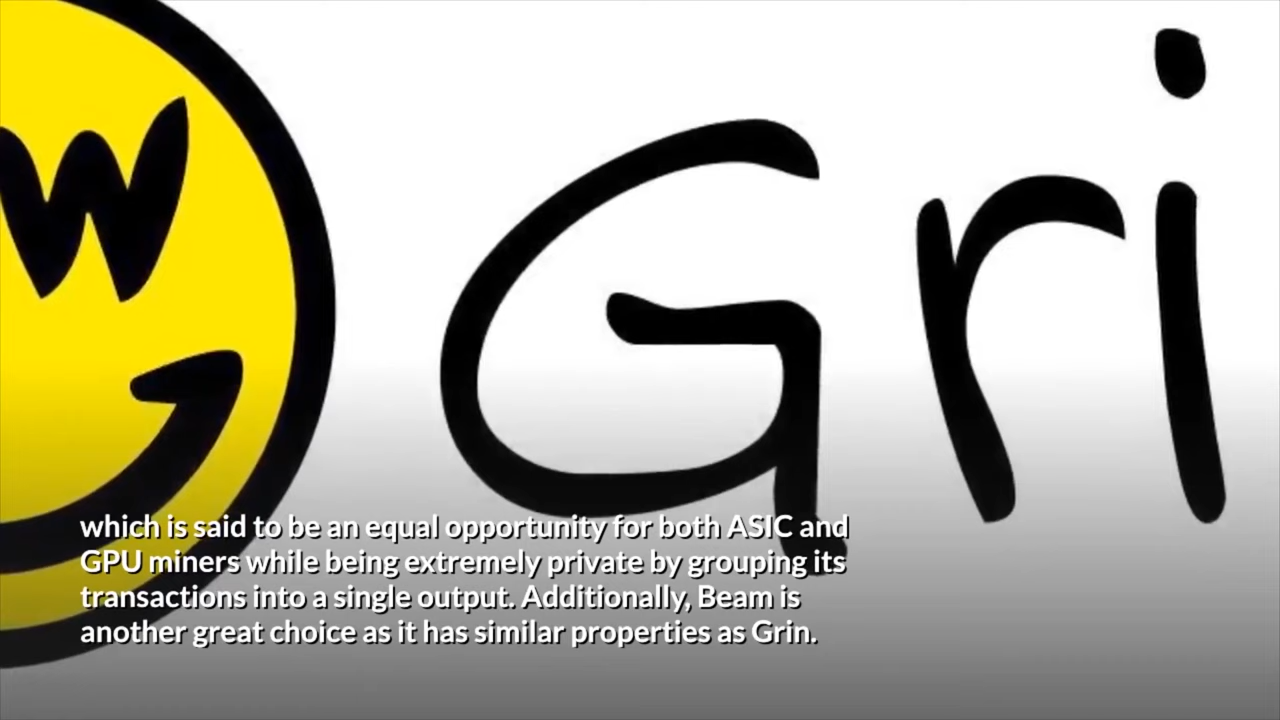 Gri
which is said to be an equal opportunity for both ASIC and
GPU miners while being extremely private by grouping its
transactions into a single output. Additionally, Beam is
another great choice as it has similar properties as Grin.